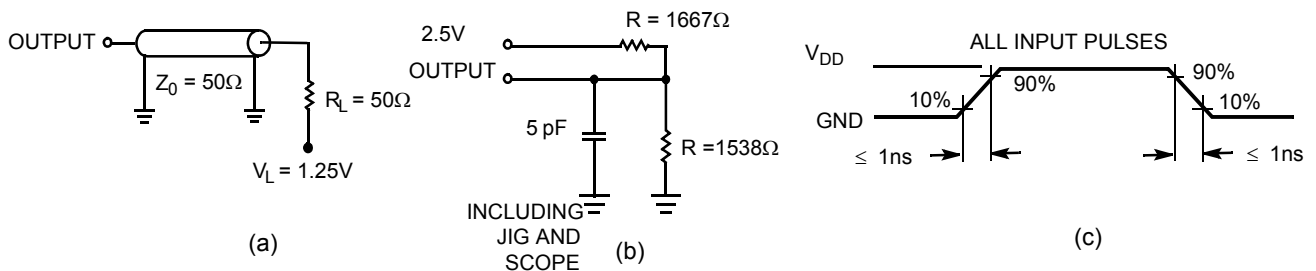 OUTPUT
Z0 = 50Ω
RL = 50Ω
VL = 1.25V
(a)
R = 1667Ω
2.5V
OUTPUT
5 pF
R =1538Ω
INCLUDING
JIG AND
SCOPE
(b)
ALL INPUT PULSES
VDD
GND
10%
90%
90%
10%
≤ 1ns
≤ 1ns
(c)